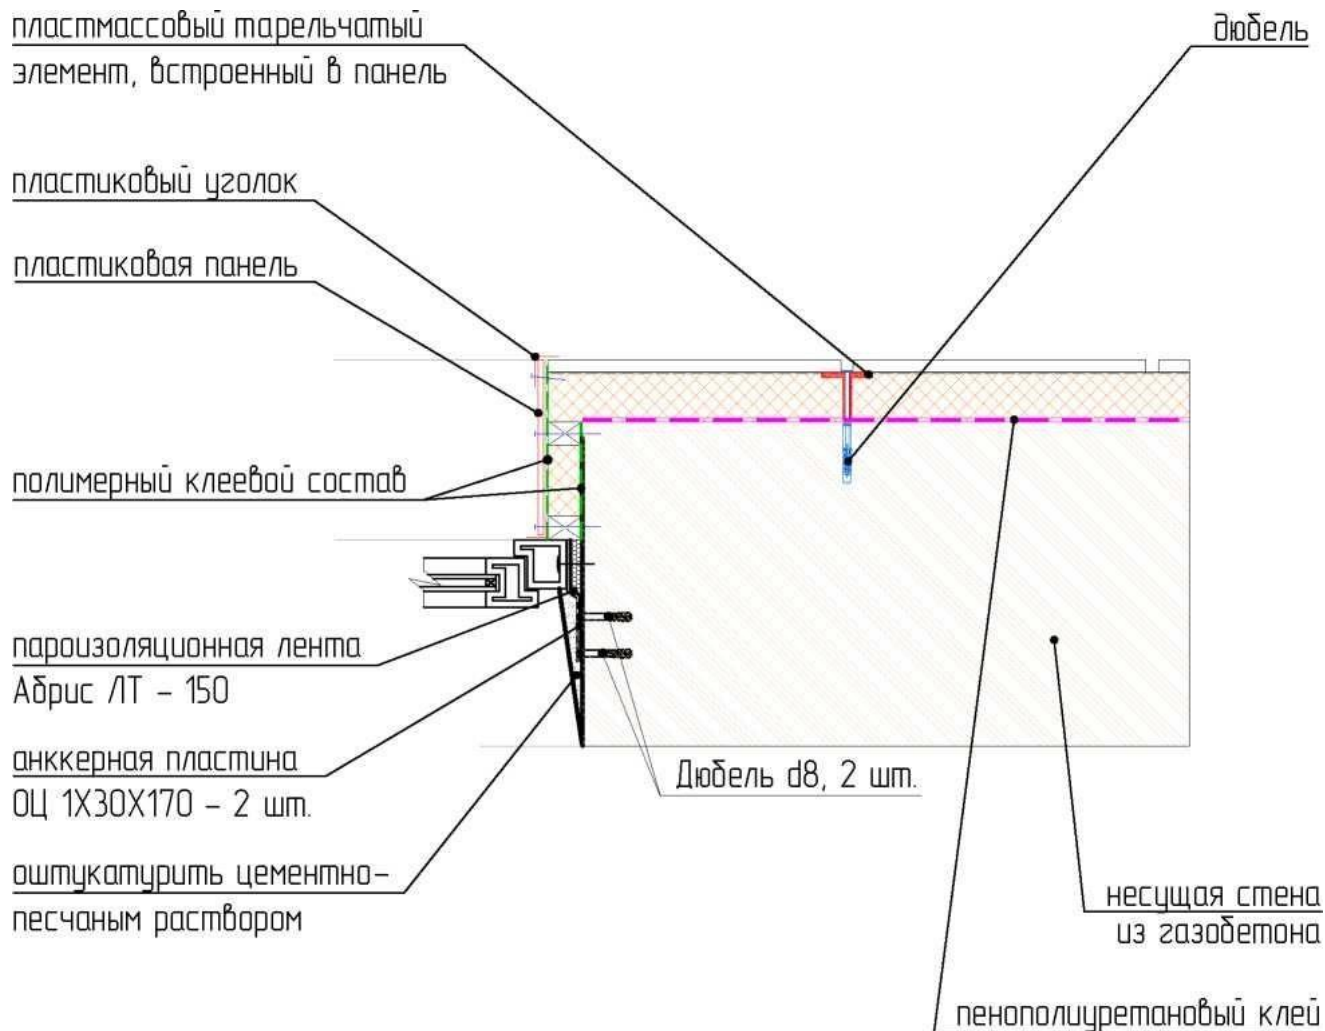 пластмассовый тарельчатый
элемент, встроенный в панель
дюбель
пластиковый уголок
пластиковая панель
полимерный клеевой состав
пароизоляционная лента
Абрис ЛТ – 150
анккерная пластина
ОЦ 1Х30Х170 – 2 шт.
Дюбель d8, 2 шт.
оштукатурить цементно–
песчаным раствором
несущая стена
из газобетона
пенополиуретановый клей